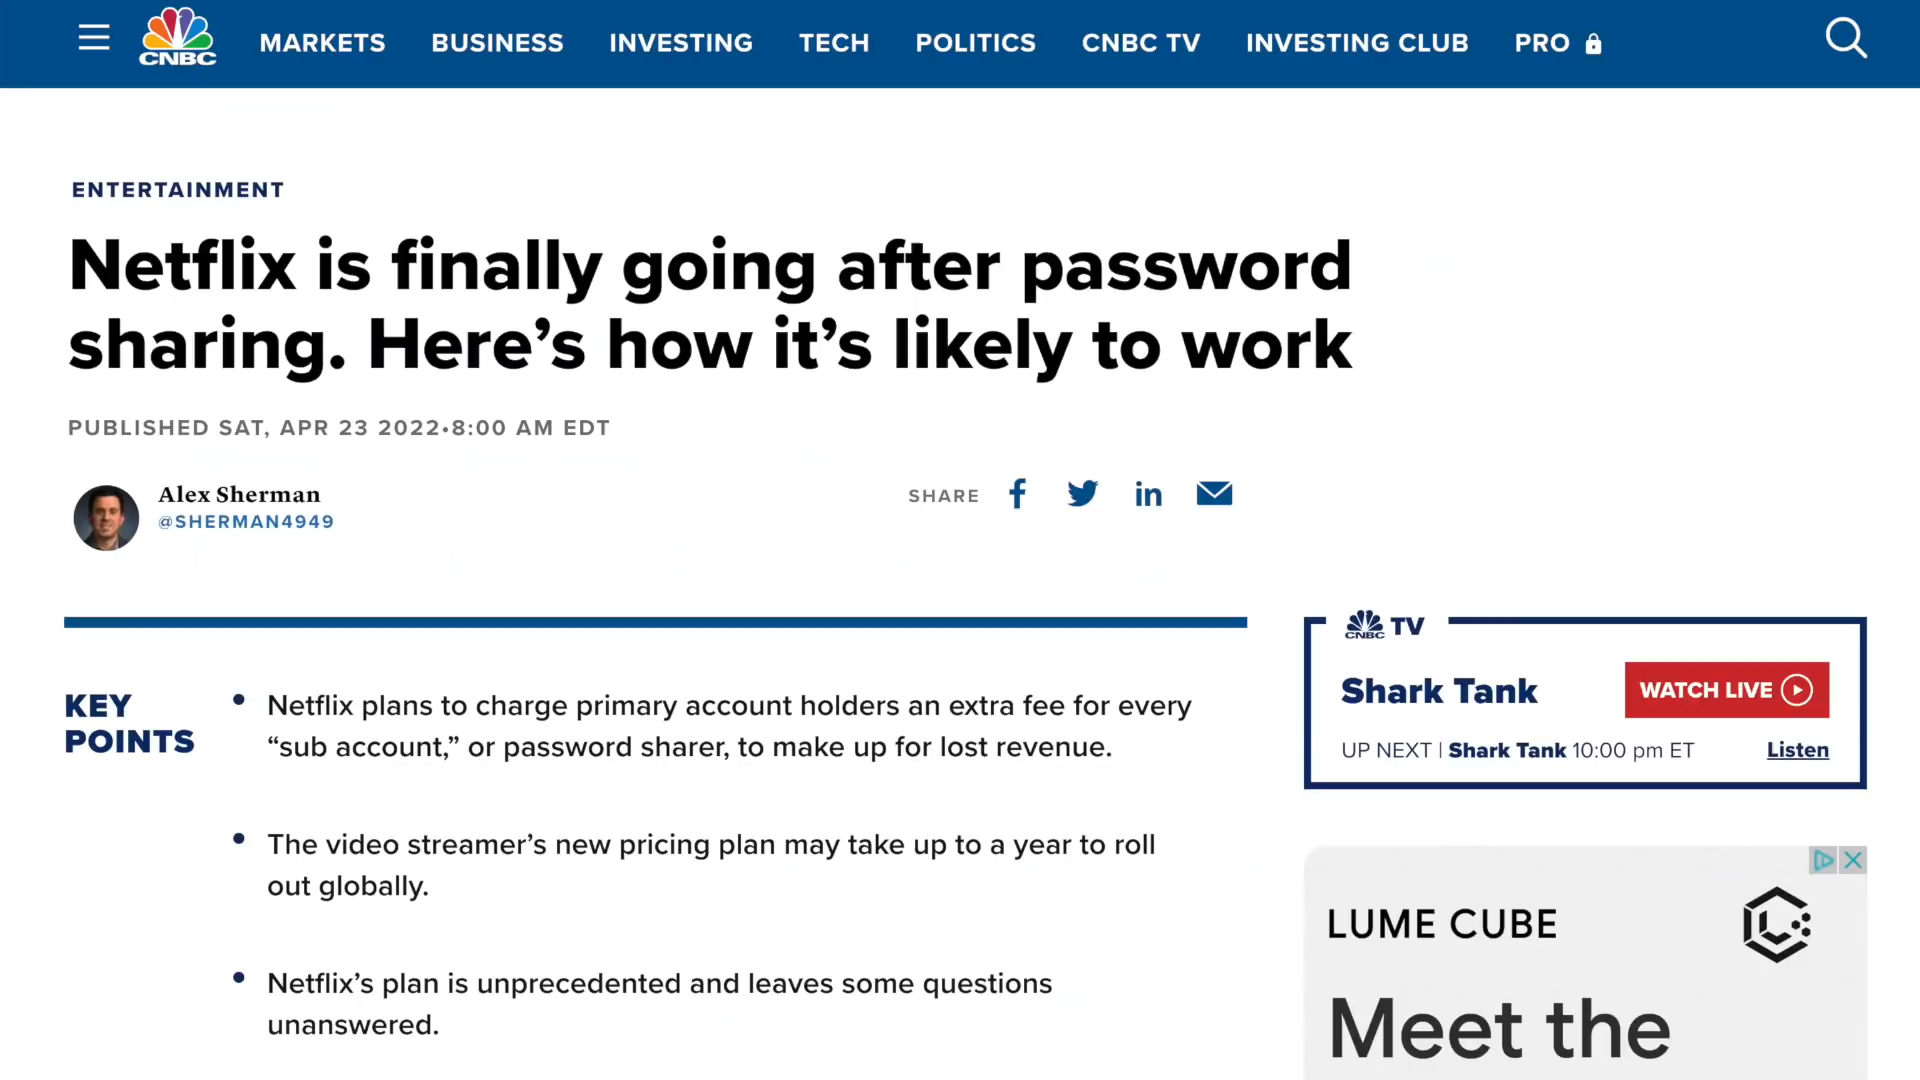 CNBC
MARKETS BUSINESS INVESTING TECH POLITICS CNBC TV INVESTING CLUB PRO
ENTERTAINMENT
Netflix is finally going after password
sharing. Here’s how it’s likely to work
PUBLISHED SAT, APR 23 2022•8:00 AM EDT
Alex Sherman
@SHERMAN4949
SHARE
KEY
POINTS
• Netflix plans to charge primary account holders an extra fee for every
“sub account,” or password sharer, to make up for lost revenue.
• The video streamer’s new pricing plan may take up to a year to roll
out globally.
• Netflix’s plan is unprecedented and leaves some questions
unanswered.
CNBC TV
Shark Tank
WATCH LIVE
UP NEXT | Shark Tank 10:00 pm ET
Listen
LUME CUBE
Meet the